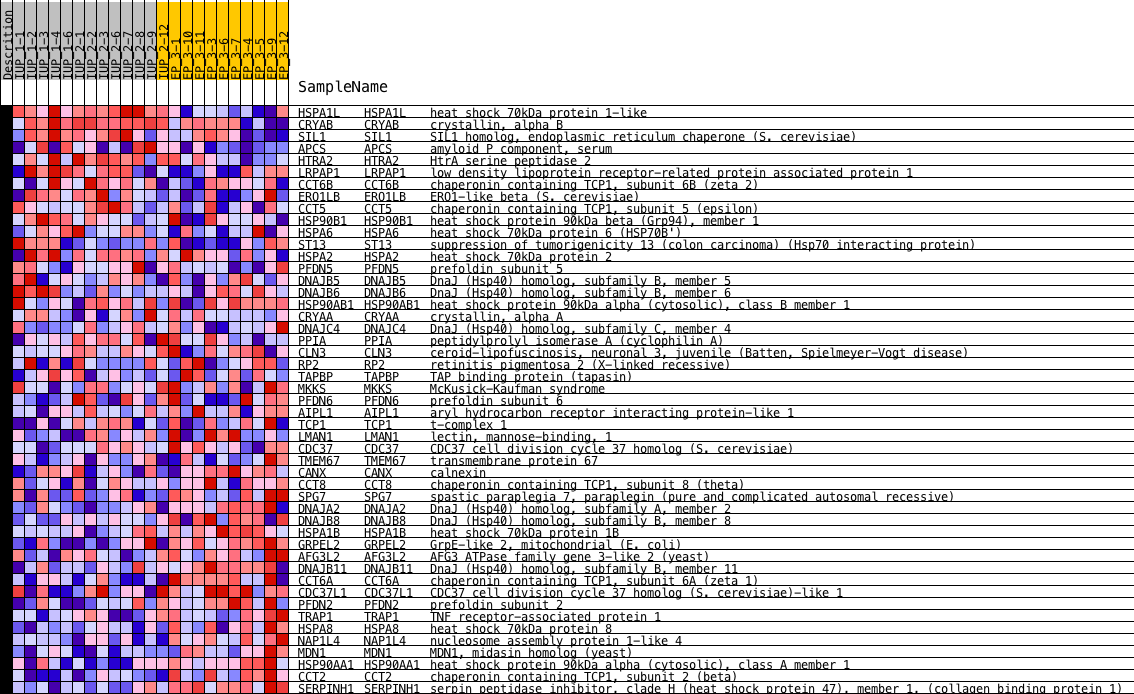 Descrition
IUP_1-1
IUP_1-2
IUP_1-3
IUP_1-4
IUP_1-6
IUP_2-1
IUP_2-2
IUP_2-3
IUP_2-6
IUP_2-7
IUP_2-8
IUP_2-9
IUP_2-12
EP_3-1
EP_3-10
EP_3-11
EP_3-3
EP_3-6
EP_3-7
EP_3-4
EP_3-5
EP_3-9
EP_3-12
SampleName
HSPA1L HSPA1L heat shock 70kDa protein 1-like
CRYAB CRYAB crystallin, alpha B
SIL1 SIL1 SIL1 homolog, endoplasmic reticulum chaperone (S. cerevisiae)
APCS APCS amyloid P component, serum
HTRA2 HTRA2 HtrA serine peptidase 2
LRPAP1 LRPAP1 low density lipoprotein receptor-related protein associated protein 1
CCT6B CCT6B chaperonin containing TCP1, subunit 6B (zeta 2)
ERO1LB ERO1LB ERO1-like beta (S. cerevisiae)
CCT5 CCT5 chaperonin containing TCP1, subunit 5 (epsilon)
HSP90B1 HSP90B1 heat shock protein 90kDa beta (Grp94), member 1
HSPA6 HSPA6 heat shock 70kDa protein 6 (HSP70B')
ST13 ST13 suppression of tumorigenicity 13 (colon carcinoma) (Hsp70 interacting protein)
HSPA2 HSPA2 heat shock 70kDa protein 2
PFDN5 PFDN5 prefoldin subunit 5
DNAJB5 DNAJB5 DnaJ (Hsp40) homolog, subfamily B, member 5
DNAJB6 DNAJB6 DnaJ (Hsp40) homolog, subfamily B, member 6
HSP90AB1 HSP90AB1 heat shock protein 90kDa alpha (cytosolic), class B member 1
CRYAA CRYAA crystallin, alpha A
DNAJC4 DNAJC4 DnaJ (Hsp40) homolog, subfamily C, member 4
PPIA PPIA peptidylprolyl isomerase A (cyclophilin A)
CLN3 CLN3 ceroid-lipofuscinosis, neuronal 3, juvenile (Batten, Spielmeyer-Vogt disease)
RP2 RP2 retinitis pigmentosa 2 (X-linked recessive)
TAPBP TAPBP TAP binding protein (tapasin)
MKKS MKKS McKusick-Kaufman syndrome
PFDN6 PFDN6 prefoldin subunit 6
AIPL1 AIPL1 aryl hydrocarbon receptor interacting protein-like 1
TCP1 TCP1 t-complex 1
LMAN1 LMAN1 lectin, mannose-binding, 1
CDC37 CDC37 CDC37 cell division cycle 37 homolog (S. cerevisiae)
TMEM67 TMEM67 transmembrane protein 67
CANX CANX calnexin
CCT8 CCT8 chaperonin containing TCP1, subunit 8 (theta)
SPG7 SPG7 spastic paraplegia 7, paraplegin (pure and complicated autosomal recessive)
DNAJA2 DNAJA2 DnaJ (Hsp40) homolog, subfamily A, member 2
DNAJB8 DNAJB8 DnaJ (Hsp40) homolog, subfamily B, member 8
HSPA1B HSPA1B heat shock 70kDa protein 1B
GRPEL2 GRPEL2 GrpE-like 2, mitochondrial (E. coli)
AFG3L2 AFG3L2 AFG3 ATPase family gene 3-like 2 (yeast)
DNAJB11 DNAJB11 DnaJ (Hsp40) homolog, subfamily B, member 11
CCT6A CCT6A chaperonin containing TCP1, subunit 6A (zeta 1)
CDC37L1 CDC37L1 CDC37 cell division cycle 37 homolog (S. cerevisiae)-like 1
PFDN2 PFDN2 prefoldin subunit 2
TRAP1 TRAP1 TNF receptor-associated protein 1
HSPA8 HSPA8 heat shock 70kDa protein 8
NAP1L4 NAP1L4 nucleosome assembly protein 1-like 4
MDN1 MDN1 MDN1, midasin homolog (yeast)
HSP90AA1 HSP90AA1 heat shock protein 90kDa alpha (cytosolic), class A member 1
CCT2 CCT2 chaperonin containing TCP1, subunit 2 (beta)
SERPINH1 SERPINH1 serpin peptidase inhibitor, clade H (heat shock protein 47), member 1, (collagen binding protein 1)